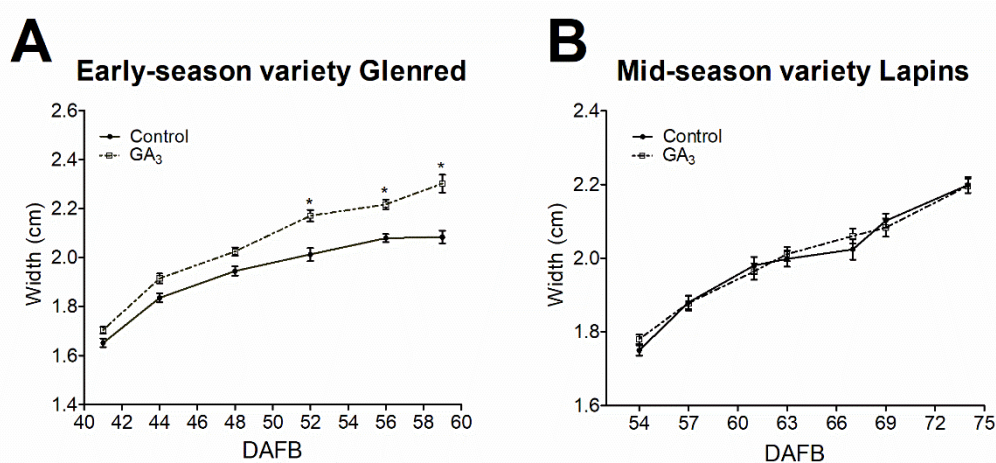 A
Early-season variety Glenred
2.6
2.4
2.2
2.0
1.8
1.6
1.4
Width (cm)
Control
GA₃
*
*
*
40 42 44 46 48 50 52 54 56 58 60
DAFB
B
Mid-season variety Lapins
2.4
2.2
2.0
1.8
1.6
Width (cm)
Control
GA₃
54 57 60 63 66 69 72 75
DAFB